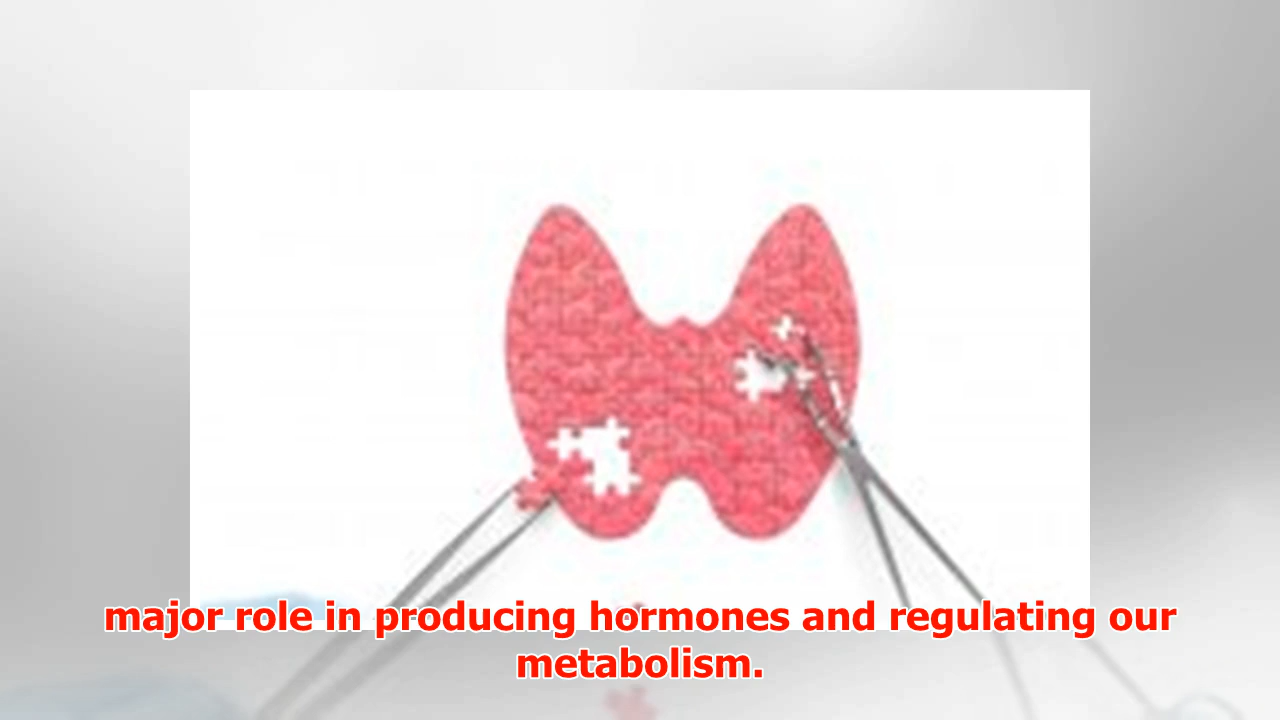 major role in producing hormones and regulating our
metabolism.